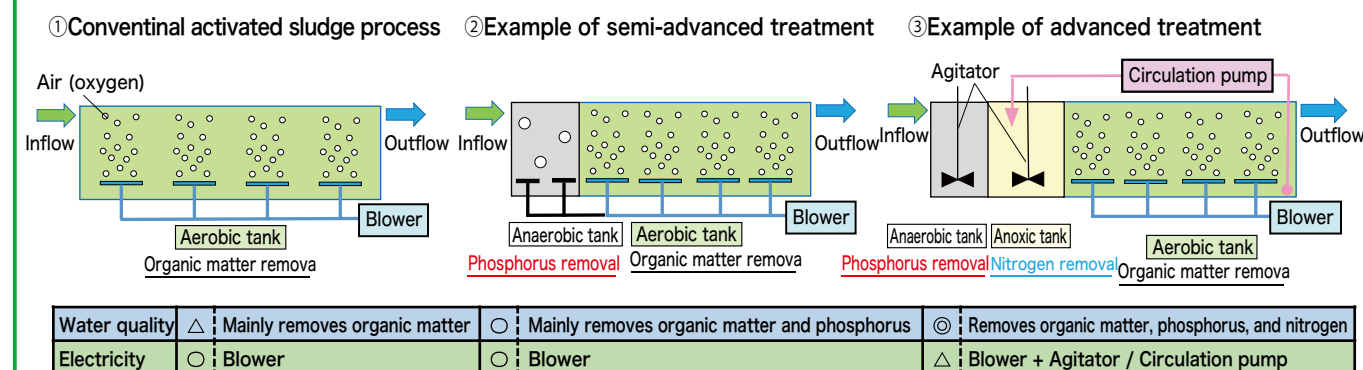 ①Conventinal activated sludge process
②Example of semi-advanced treatment
③Example of advanced treatment
Air (oxygen)
Inflow
Outflow
Blower
Aerobic tank
Organic matter remova
Inflow
Outflow
Blower
Anaerobic tank
Aerobic tank
Phosphorus removal
Organic matter remova
Agitator
Circulation pump
Inflow
Outflow
Blower
Anaerobic tank
Anoxic tank
Aerobic tank
Phosphorus removal
Nitrogen removal
Organic matter remova
Water quality △ Mainly removes organic matter ○ Mainly removes organic matter and phosphorus ◎ Removes organic matter, phosphorus, and nitrogen
Electricity ○ Blower ○ Blower △ Blower + Agitator / Circulation pump